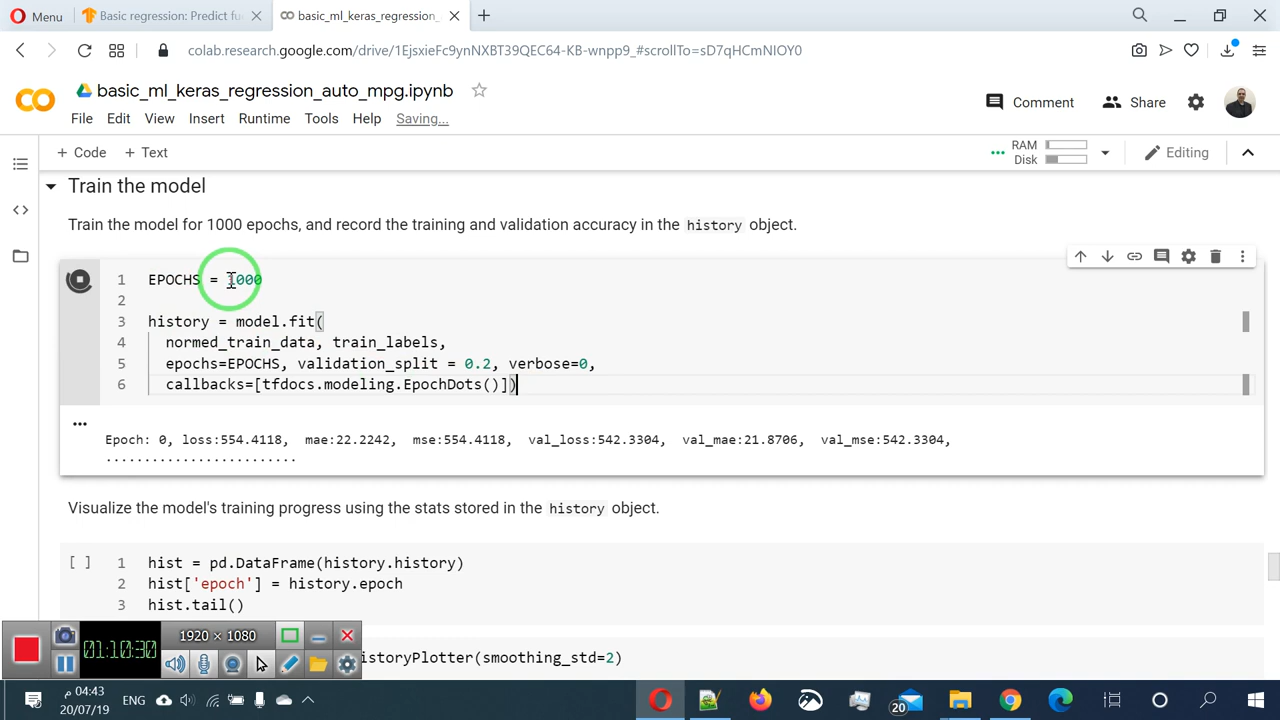 Menu
Basic regression: Predict fu
basic_ml_keras_regression_
colab.research.google.com/drive/1EjsxieFc9ynNXBT39QEC64-KB-wnpp9_#scrollTo=sD7qHCmNIOY0
basic_ml_keras_regression_auto_mpg.ipynb
File Edit View Insert Runtime Tools Help Saving...
Comment
Share
+ Code + Text
RAM
Disk
Editing
Train the model
Train the model for 1000 epochs, and record the training and validation accuracy in the history object.
1 EPOCHS = 1000
2
3 history = model.fit(
4 normed_train_data, train_labels,
5 epochs=EPOCHS, validation_split = 0.2, verbose=0,
6 callbacks=[tfdocs.modeling.EpochDots()])
Epoch: 0, loss:554.4118, mae:22.2242, mse:554.4118, val_loss:542.3304, val_mae:21.8706, val_mse:542.3304,
.........................
Visualize the model's training progress using the stats stored in the history object.
[ ] 1 hist = pd.DataFrame(history.history)
2 hist['epoch'] = history.epoch
3 hist.tail()
istoryPlotter(smoothing_std=2)
01:10:30
1920 × 1080
20
ENG
04:43 م
20/07/19